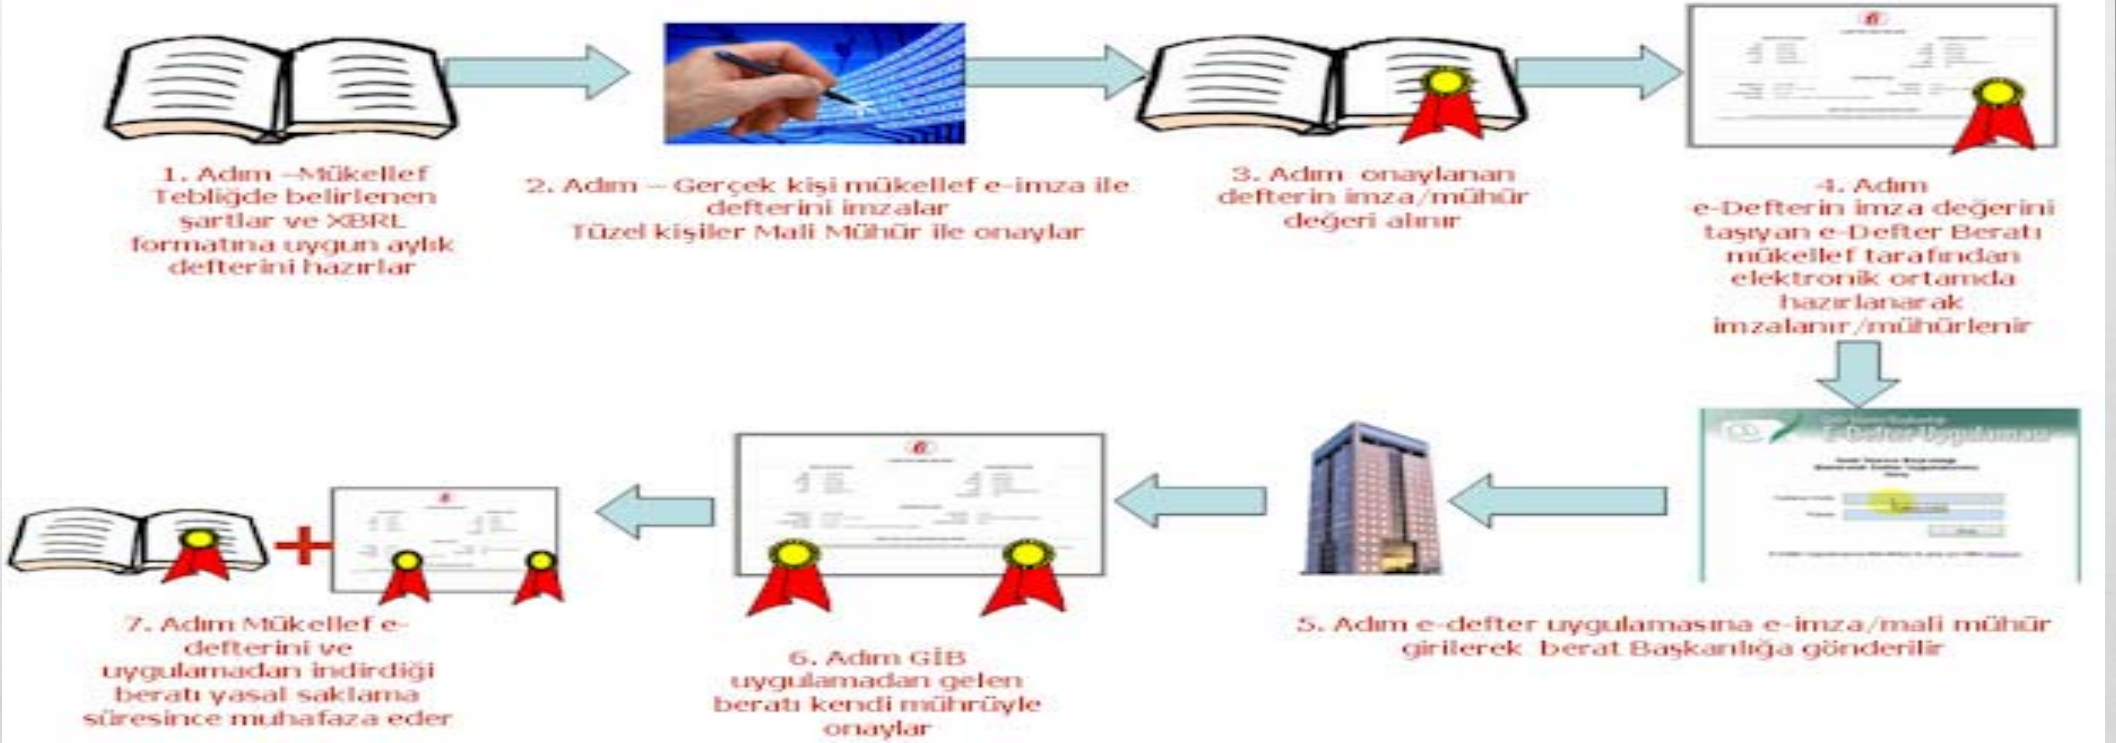 1. Adım –Mükellef
Tebliğde belirlenen
şartlar ve XBRL
formatına uygun aylık
defterini hazırlar
2. Adım – Gerçek kişi mükellef e-imza ile
defterini imzalar
Tüzel kişiler Mali Mühür ile onaylar
3. Adım onaylanan
defterin imza/mühür
değeri alınır
4. Adım
e-Defterin imza değerini
taşıyan e-Defter Beratı
mükellef tarafından
elektronik ortamda
hazırlanarak
imzalanır/mühürlenir
E-Defter Uygulaması
5. Adım e-defter uygulamasına e-imza/mali mühür
girilerek berat Başkanlığa gönderilir
6. Adım GİB
uygulamadan gelen
beratı kendi mührüyle
onaylar
7. Adım Mükellef e-
defterini ve
uygulamadan indirdiği
beratı yasal saklama
süresince muhafaza eder